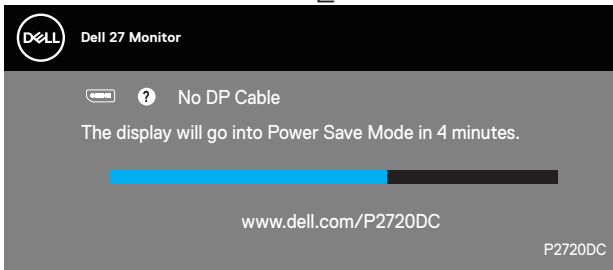 DELL
Dell 27 Monitor
? No DP Cable
The display will go into Power Save Mode in 4 minutes.
www.dell.com/P2720DC
P2720DC